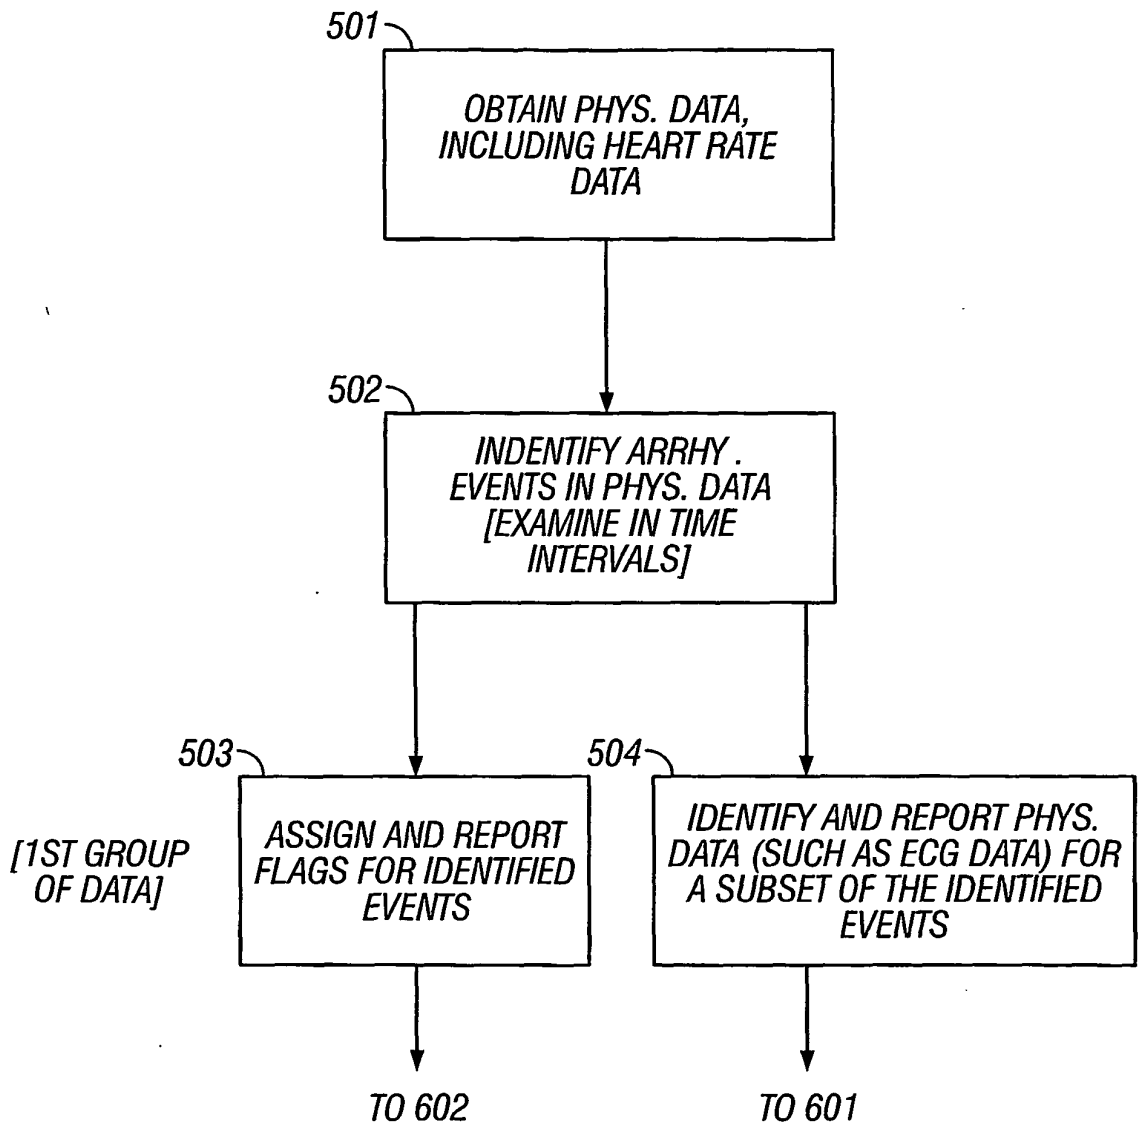 501
OBTAIN PHYS. DATA,
INCLUDING HEART RATE
DATA
502
INDENTIFY ARRHY .
EVENTS IN PHYS. DATA
[EXAMINE IN TIME
INTERVALS]
503
ASSIGN AND REPORT
FLAGS FOR IDENTIFIED
EVENTS
[1ST GROUP
OF DATA]
504
IDENTIFY AND REPORT PHYS.
DATA (SUCH AS ECG DATA) FOR
A SUBSET OF THE IDENTIFIED
EVENTS
TO 602
TO 601